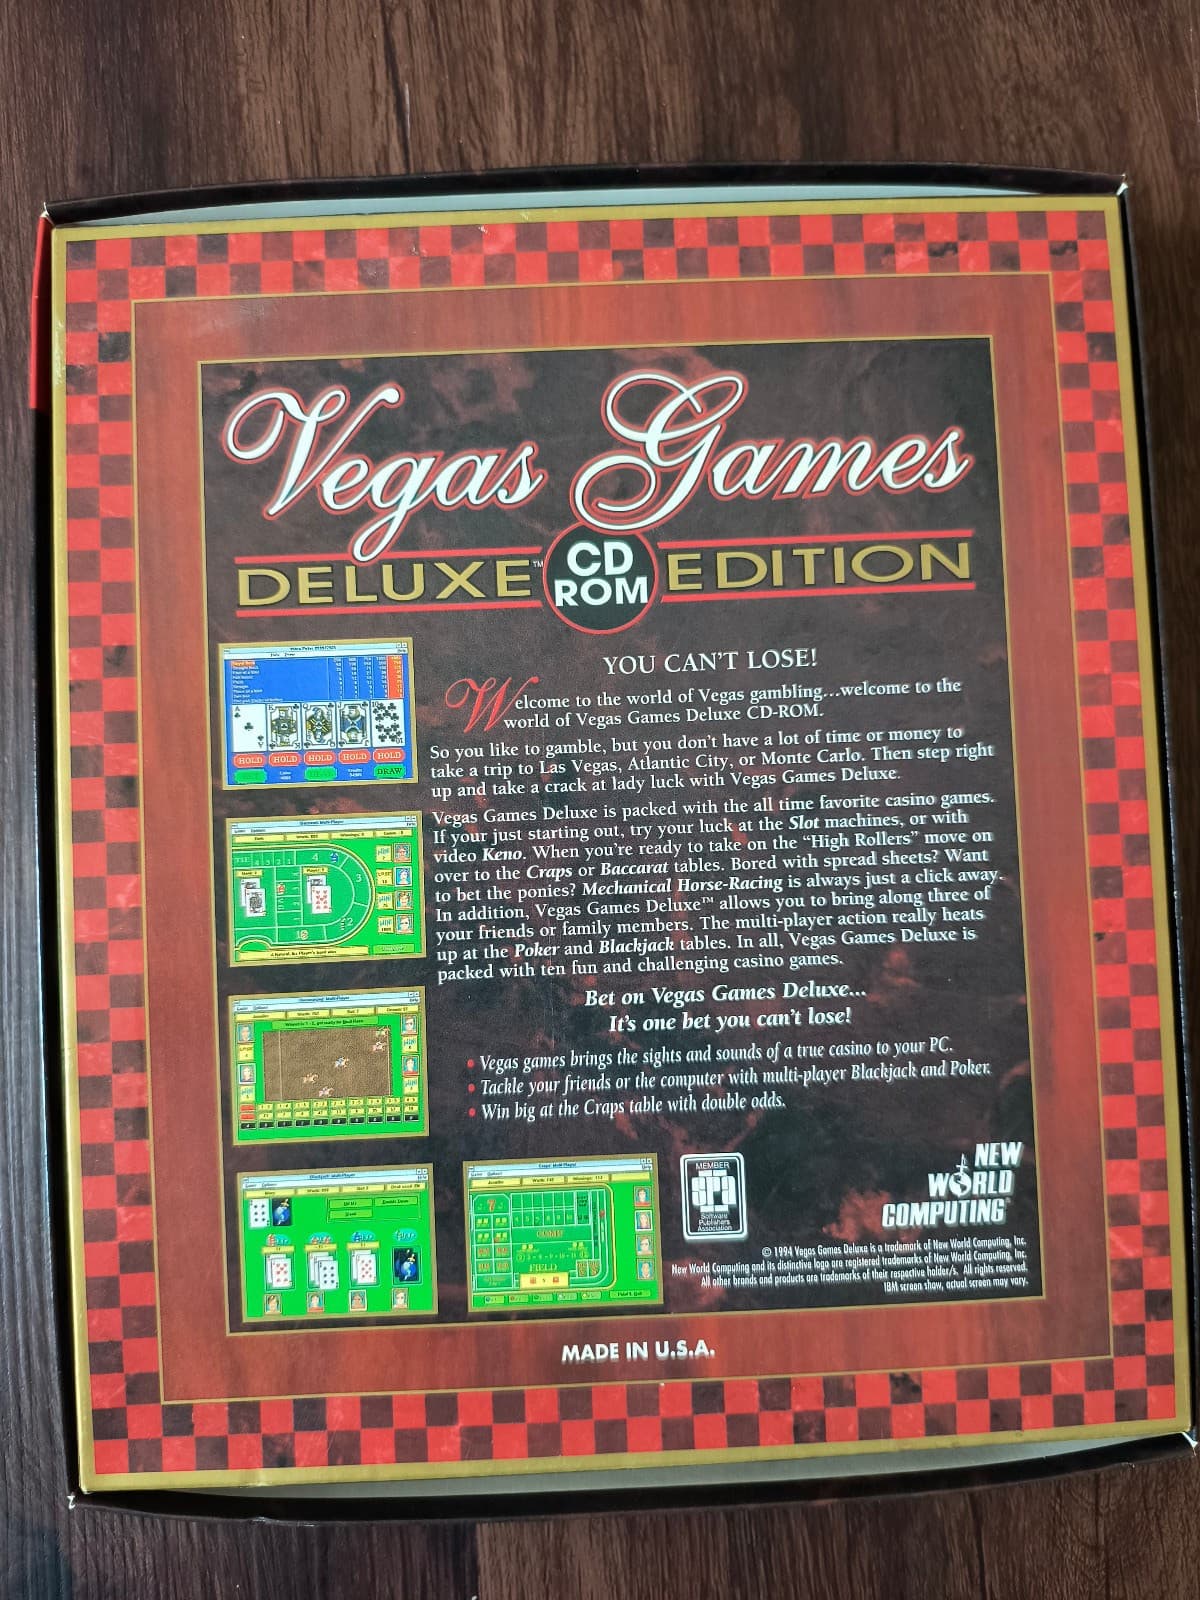 Vegas Games
DELUXE™ CD ROM EDITION
YOU CAN'T LOSE!
Welcome to the world of Vegas gambling...welcome to the
world of Vegas Games Deluxe CD-ROM.
So you like to gamble, but you don't have a lot of time or money to
take a trip to Las Vegas, Atlantic City, or Monte Carlo. Then step right
up and take a crack at lady luck with Vegas Games Deluxe.
Vegas Games Deluxe is packed with the all time favorite casino games.
If your just starting out, try your luck at the Slot machines, or with
video Keno. When you're ready to take on the “High Rollers” move on
over to the Craps or Baccarat tables. Bored with spread sheets? Want
to bet the ponies? Mechanical Horse-Racing is always just a click away.
In addition, Vegas Games Deluxe™ allows you to bring along three of
your friends or family members. The multi-player action really heats
up at the Poker and Blackjack tables. In all, Vegas Games Deluxe is
packed with ten fun and challenging casino games.
Bet on Vegas Games Deluxe...
It's one bet you can't lose!
• Vegas games brings the sights and sounds of a true casino to your PC.
• Tackle your friends or the computer with multi-player Blackjack and Poker.
• Win big at the Craps table with double odds.
HOLD HOLD HOLD HOLD HOLD
DRAW
COME
FIELD
MEMBER
SPA
Software
Publishers
Association
NEW
WORLD
COMPUTING®
© 1994 Vegas Games Deluxe is a trademark of New World Computing, Inc.
New World Computing and its distinctive logo are registered trademarks of New World Computing, Inc.
All other brands and products are trademarks of their respective holder/s. All rights reserved.
IBM screen show, actual screen may vary.
MADE IN U.S.A.